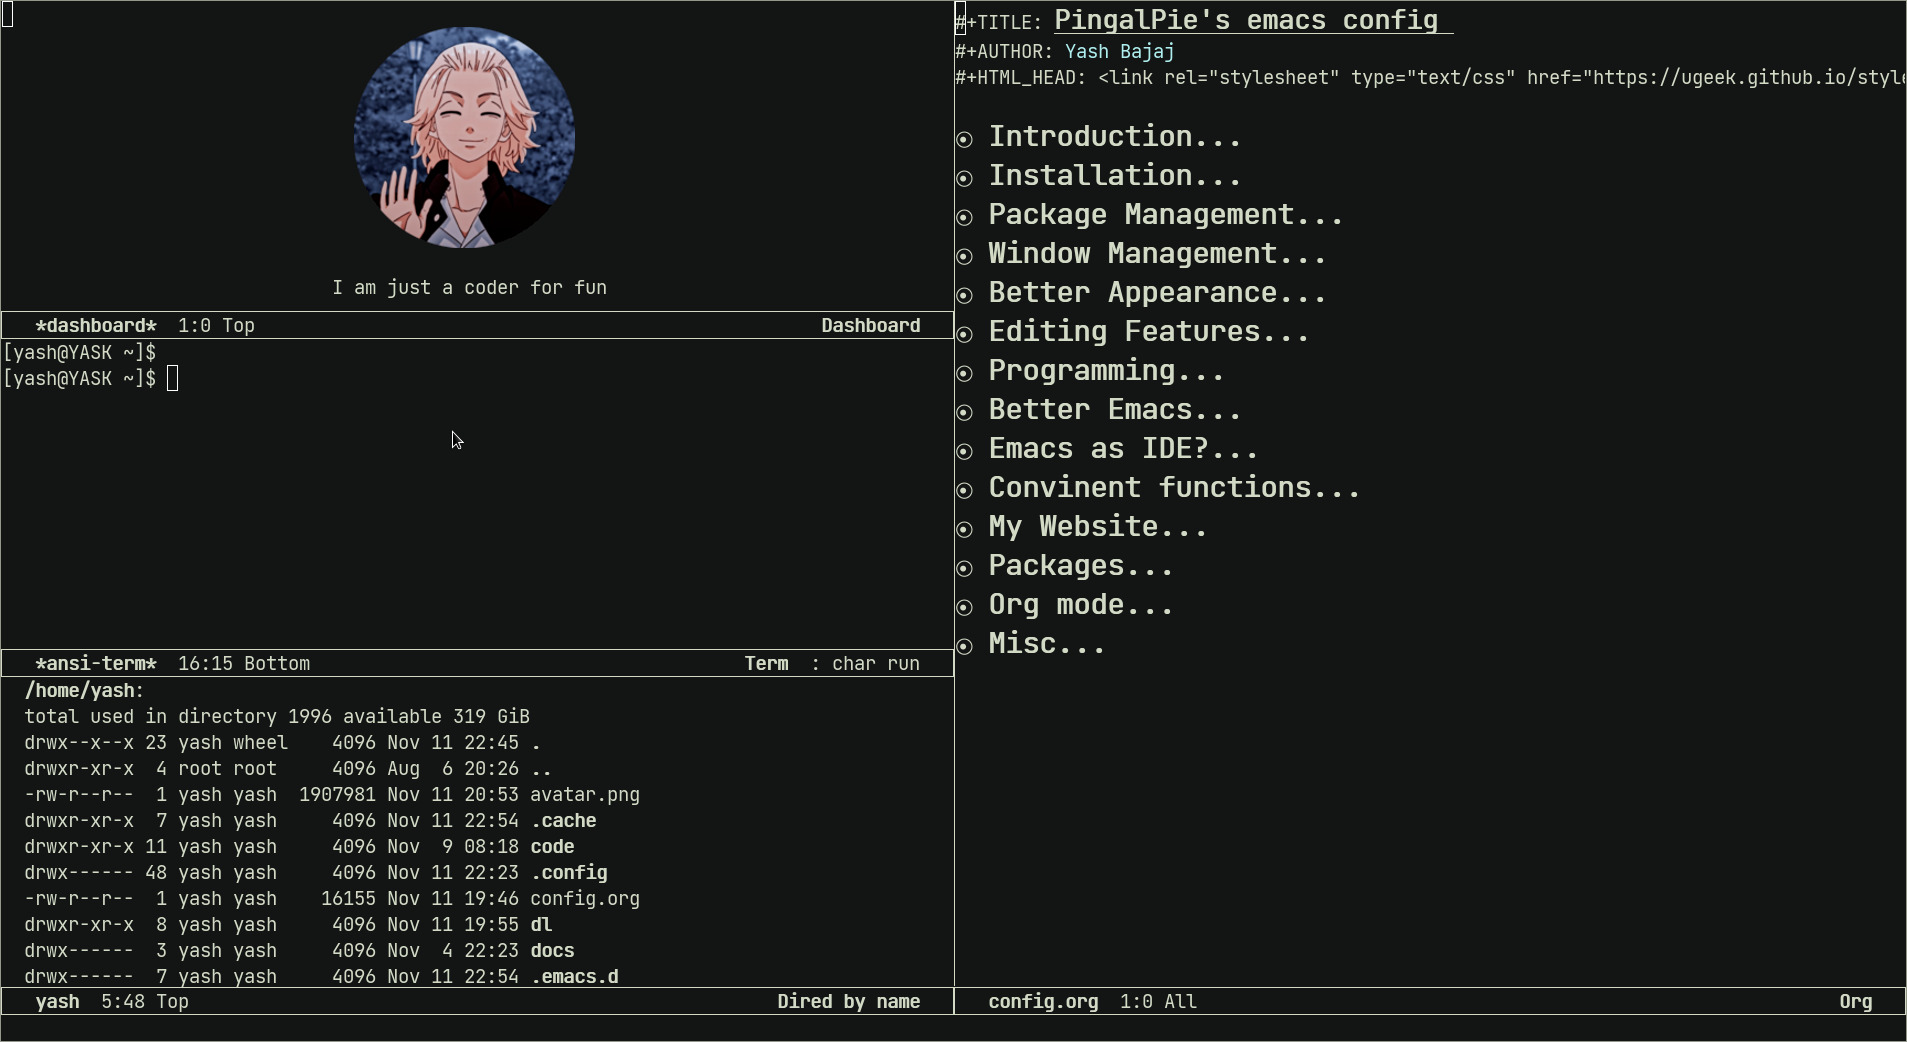 I am just a coder for fun
*dashboard*  1:0 Top  Dashboard
[yash@YASK ~]$
[yash@YASK ~]$
*ansi-term*  16:15 Bottom  Term  : char run
/home/yash:
total used in directory 1996 available 319 GiB
drwx--x--x 23 yash wheel    4096 Nov 11 22:45 .
drwxr-xr-x  4 root root     4096 Aug  6 20:26 ..
-rw-r--r--  1 yash yash  1907981 Nov 11 20:53 avatar.png
drwxr-xr-x  7 yash yash     4096 Nov 11 22:54 .cache
drwxr-xr-x 11 yash yash     4096 Nov  9 08:18 code
drwx------ 48 yash yash     4096 Nov 11 22:23 .config
-rw-r--r--  1 yash yash    16155 Nov 11 19:46 config.org
drwxr-xr-x  8 yash yash     4096 Nov 11 19:55 dl
drwx------  3 yash yash     4096 Nov  4 22:23 docs
drwx------  7 yash yash     4096 Nov 11 22:54 .emacs.d
yash  5:48 Top  Dired by name
#+TITLE: PingalPie's emacs config
#+AUTHOR: Yash Bajaj
#+HTML_HEAD: <link rel="stylesheet" type="text/css" href="https://ugeek.github.io/style
Introduction...
Installation...
Package Management...
Window Management...
Better Appearance...
Editing Features...
Programming...
Better Emacs...
Emacs as IDE?...
Convinent functions...
My Website...
Packages...
Org mode...
Misc...
config.org  1:0 All  Org